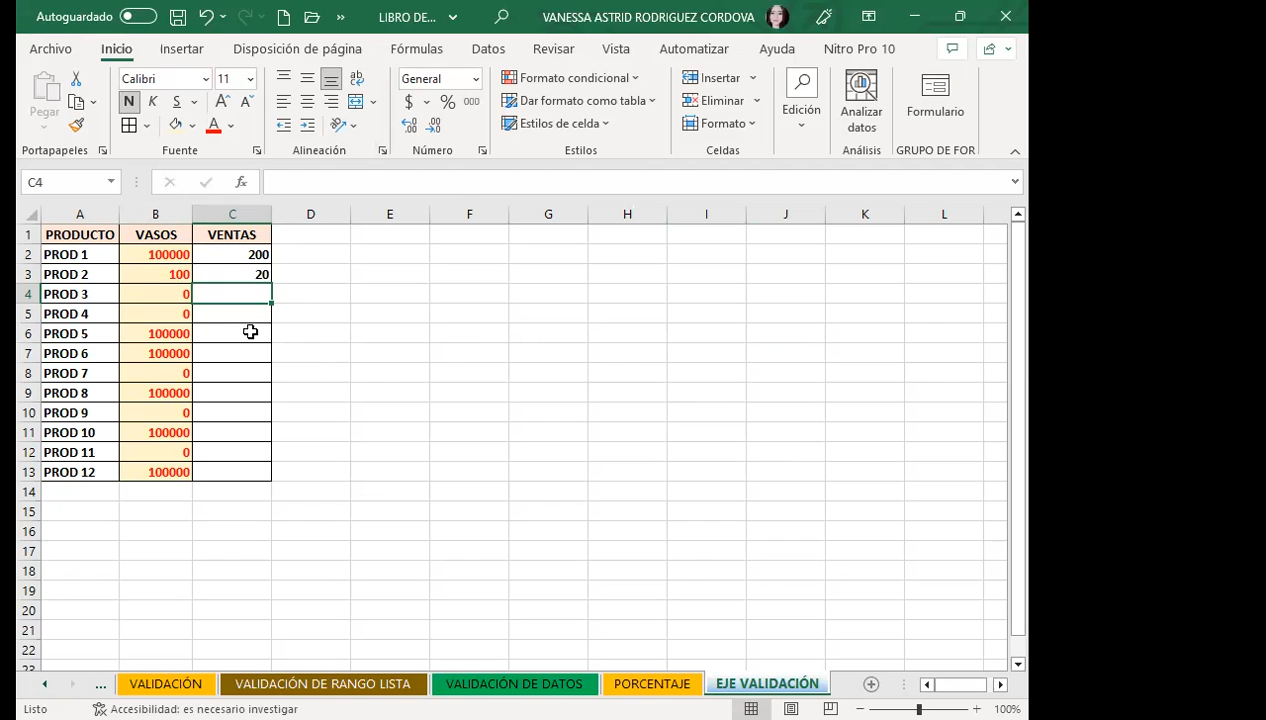 Autoguardado LIBRO DE... VANESSA ASTRID RODRIGUEZ CORDOVA
Archivo Inicio Insertar Disposición de página Fórmulas Datos Revisar Vista Automatizar Ayuda Nitro Pro 10
Pegar Calibri 11 General Formato condicional Insertar
N K S A A ab Dar formato como tabla Eliminar Edición Analizar datos Formulario
$ % 000 Estilos de celda Formato
Portapapeles Fuente Alineación Número Estilos Celdas Análisis GRUPO DE FOR
C4 fx
A B C D E F G H I J K L
1 PRODUCTO VASOS VENTAS
2 PROD 1 100000 200
3 PROD 2 100 20
4 PROD 3 0
5 PROD 4 0
6 PROD 5 100000
7 PROD 6 100000
8 PROD 7 0
9 PROD 8 100000
10 PROD 9 0
11 PROD 10 100000
12 PROD 11 0
13 PROD 12 100000
14
15
16
17
18
19
20
21
22
23
... VALIDACIÓN VALIDACIÓN DE RANGO LISTA VALIDACIÓN DE DATOS PORCENTAJE EJE VALIDACIÓN
Listo Accesibilidad: es necesario investigar 100%